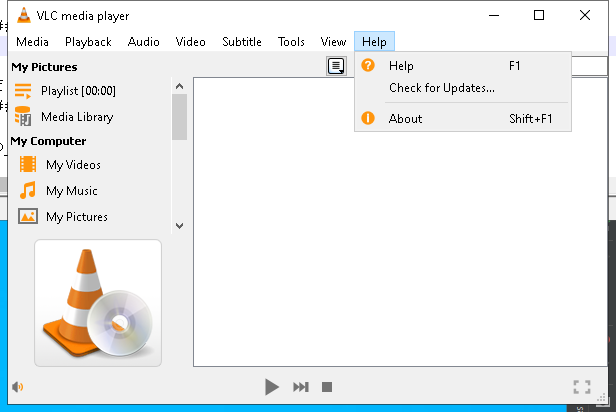 VLC media player
Media Playback Audio Video Subtitle Tools View Help
My Pictures
Playlist [00:00]
Media Library
My Computer
My Videos
My Music
My Pictures
Help F1
Check for Updates...
About Shift+F1